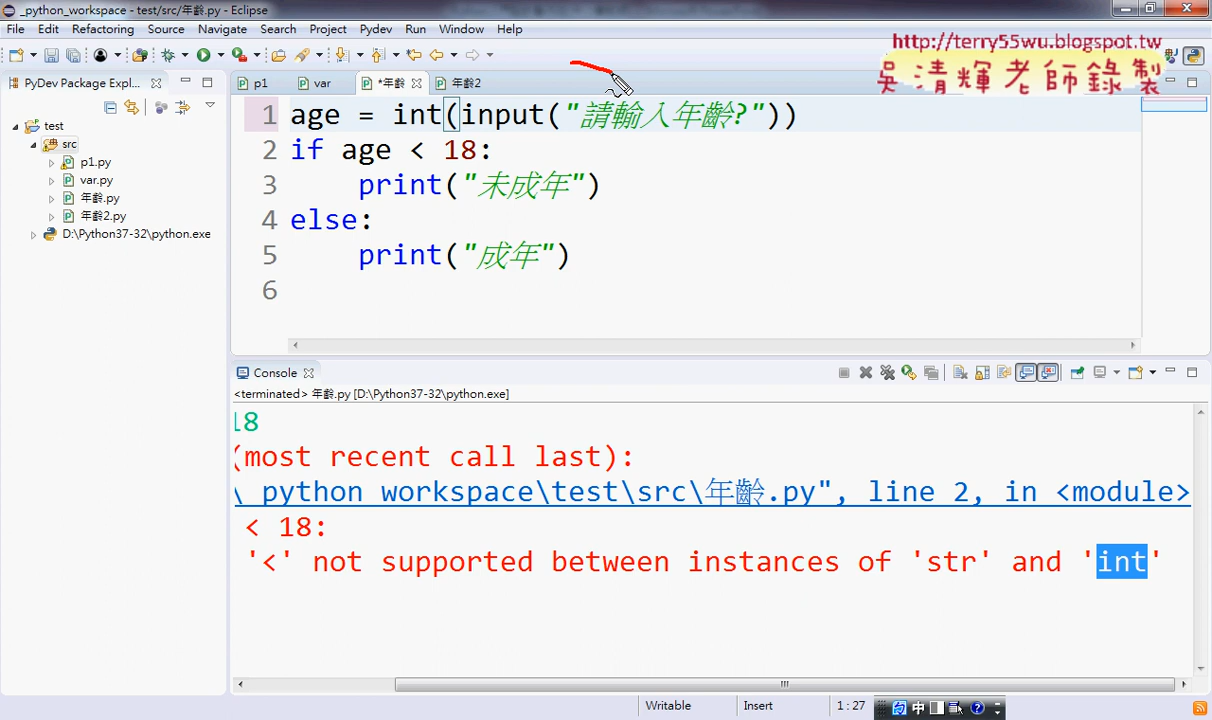 _python_workspace - test/src/年齡.py - Eclipse
File Edit Refactoring Source Navigate Search Project Pydev Run Window Help
http://terry55wu.blogspot.tw
吳清輝老師錄製
PyDev Package Expl...
p1 var *年齡 年齡2
1 age = int(input("請輸入年齡?"))
2 if age < 18:
3 print("未成年")
4 else:
5 print("成年")
6
test
src
p1.py
var.py
年齡.py
年齡2.py
D:\Python37-32\python.exe
Console
<terminated> 年齡.py [D:\Python37-32\python.exe]
18
(most recent call last):
\_python_workspace\test\src\年齡.py", line 2, in <module>
< 18:
'<' not supported between instances of 'str' and 'int'
Writable Insert 1:27 中